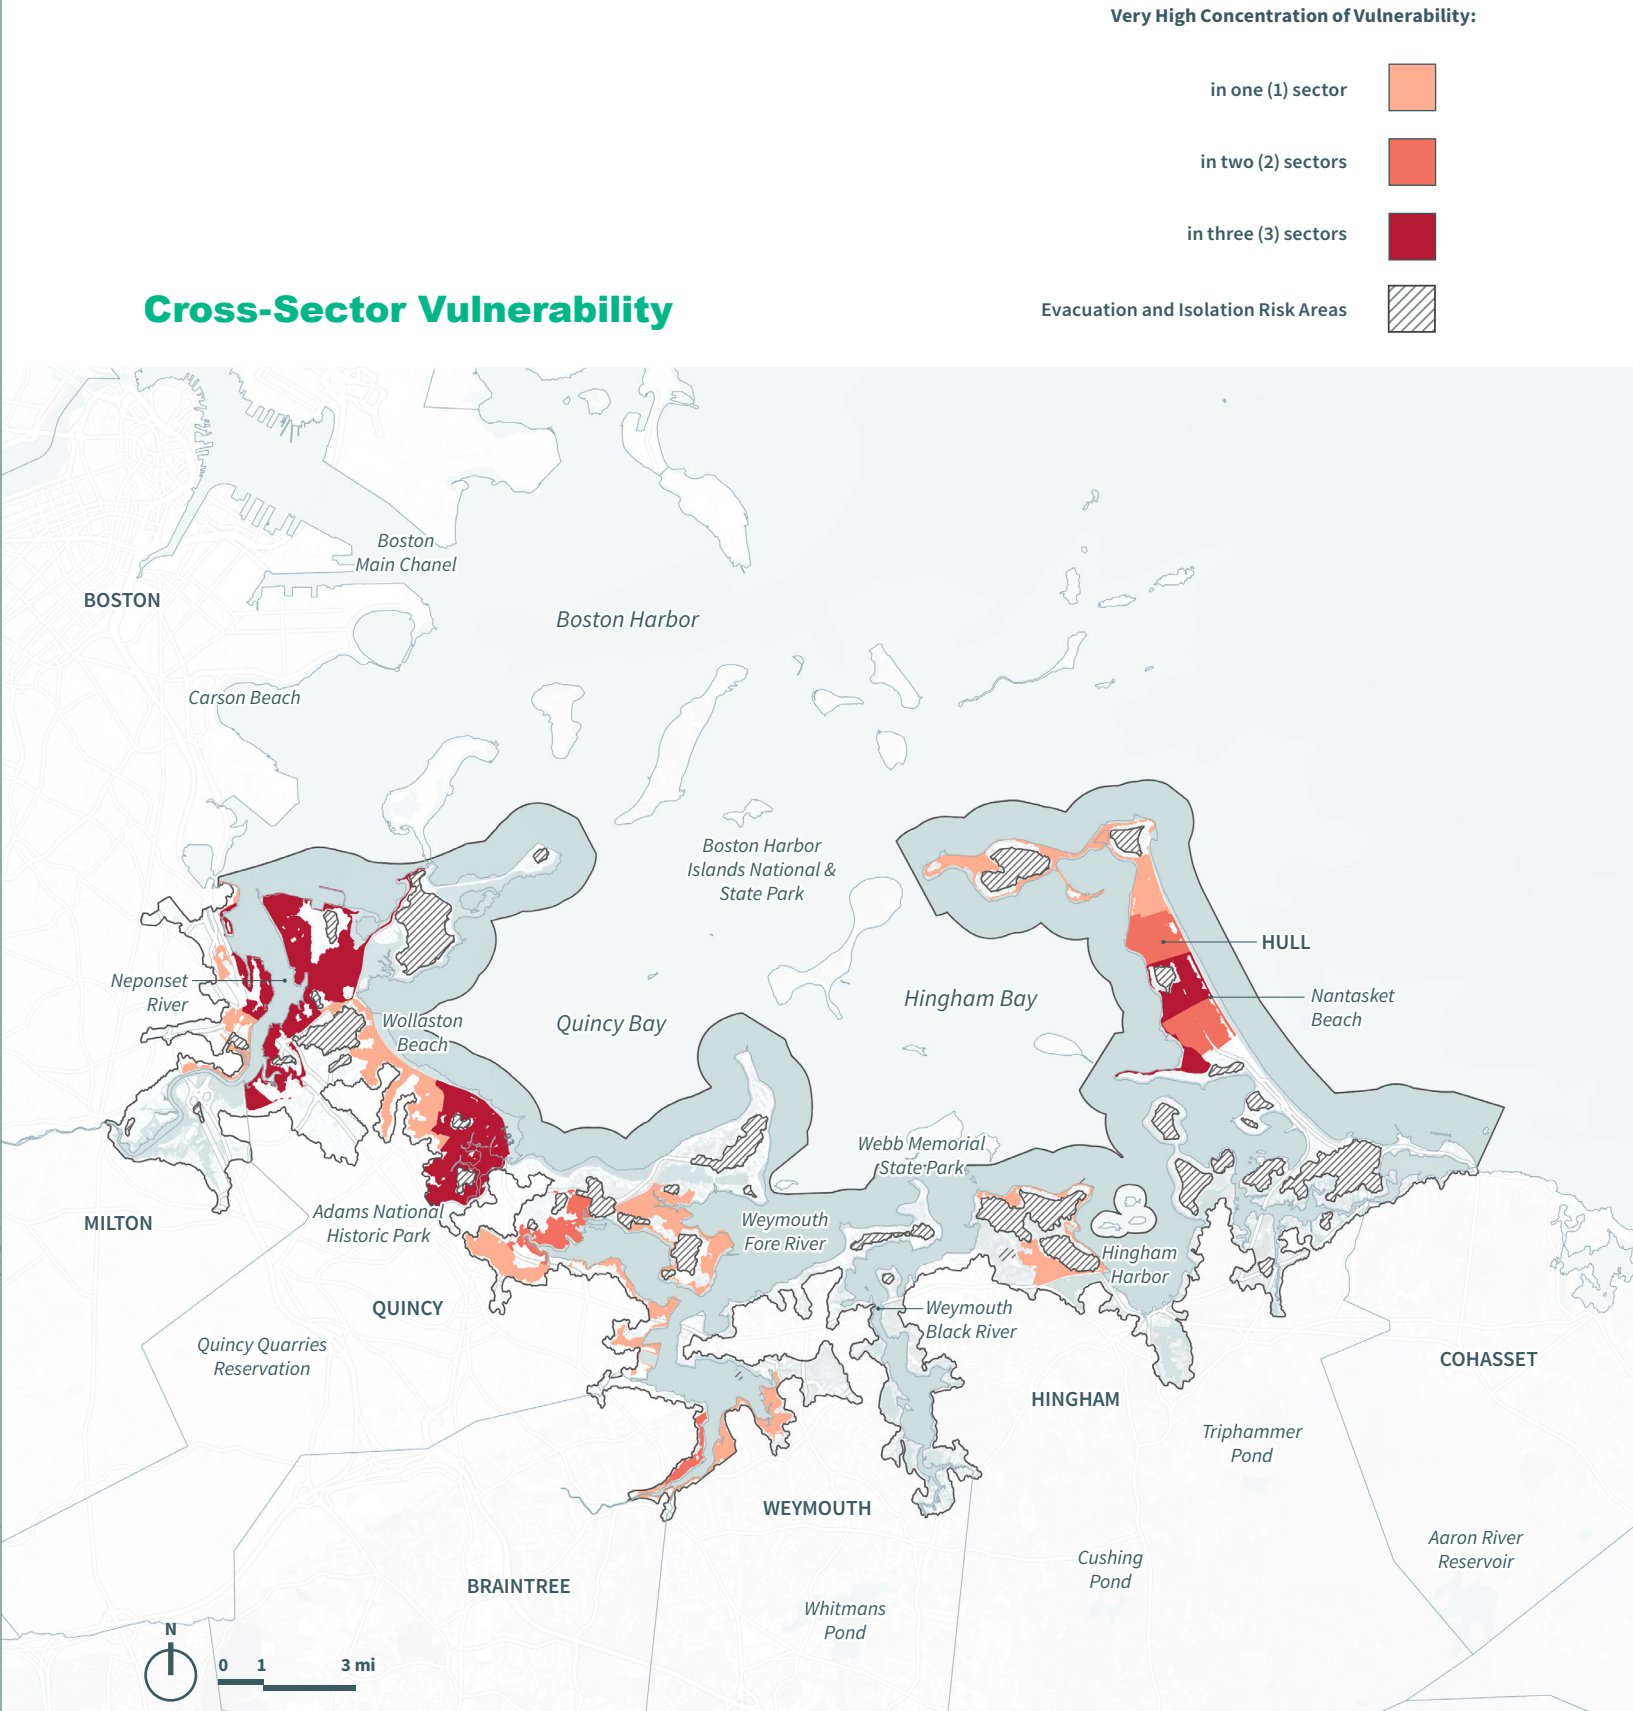 Very High Concentration of Vulnerability:
in one (1) sector
in two (2) sectors
in three (3) sectors
Evacuation and Isolation Risk Areas
Cross-Sector Vulnerability
Boston
Main Chanel
BOSTON
Boston Harbor
Carson Beach
Boston Harbor
Islands National &
State Park
HULL
Neponset
River
Nantasket
Beach
Hingham Bay
Wollaston
Beach
Quincy Bay
Webb Memorial
State Park
MILTON
Adams National
Historic Park
Weymouth
Fore River
Hingham
Harbor
QUINCY
Weymouth
Black River
Quincy Quarries
Reservation
COHASSET
HINGHAM
Triphammer
Pond
WEYMOUTH
Aaron River
Reservoir
Cushing
Pond
BRAINTREE
Whitmans
Pond
N
0 1 3 mi